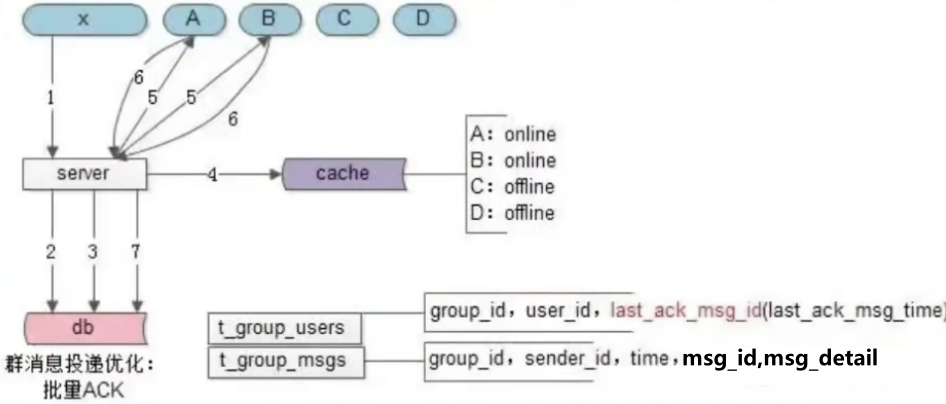 x A B C D
6
5 5
1
6
server 4 cache
A：online
B：online
C：offline
D：offline
2 3 7
db
群消息投递优化：
批量ACK
t_group_users
group_id，user_id，last_ack_msg_id(last_ack_msg_time)
t_group_msgs
group_id，sender_id，time，msg_id,msg_detail